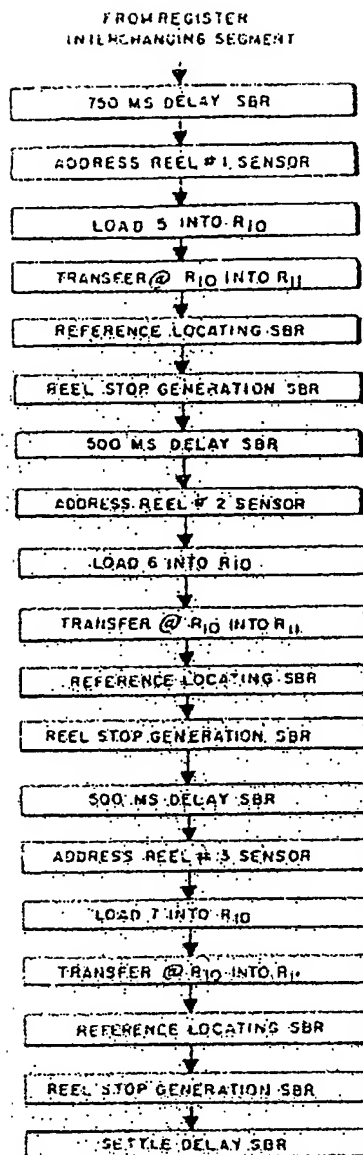 FROM REGISTER
INTERCHANGING SEGMENT
750 MS DELAY SBR
ADDRESS REEL # 1 SENSOR
LOAD 5 INTO R10
TRANSFER @ R10 INTO R11
REFERENCE LOCATING SBR
REEL STOP GENERATION SBR
500 MS DELAY SBR
ADDRESS REEL # 2 SENSOR
LOAD 6 INTO R10
TRANSFER @ R10 INTO R11
REFERENCE LOCATING SBR
REEL STOP GENERATION SBR
500 MS DELAY SBR
ADDRESS REEL # 3 SENSOR
LOAD 7 INTO R10
TRANSFER @ R10 INTO R11
REFERENCE LOCATING SBR
REEL STOP GENERATION SBR
SETTLE DELAY SBR